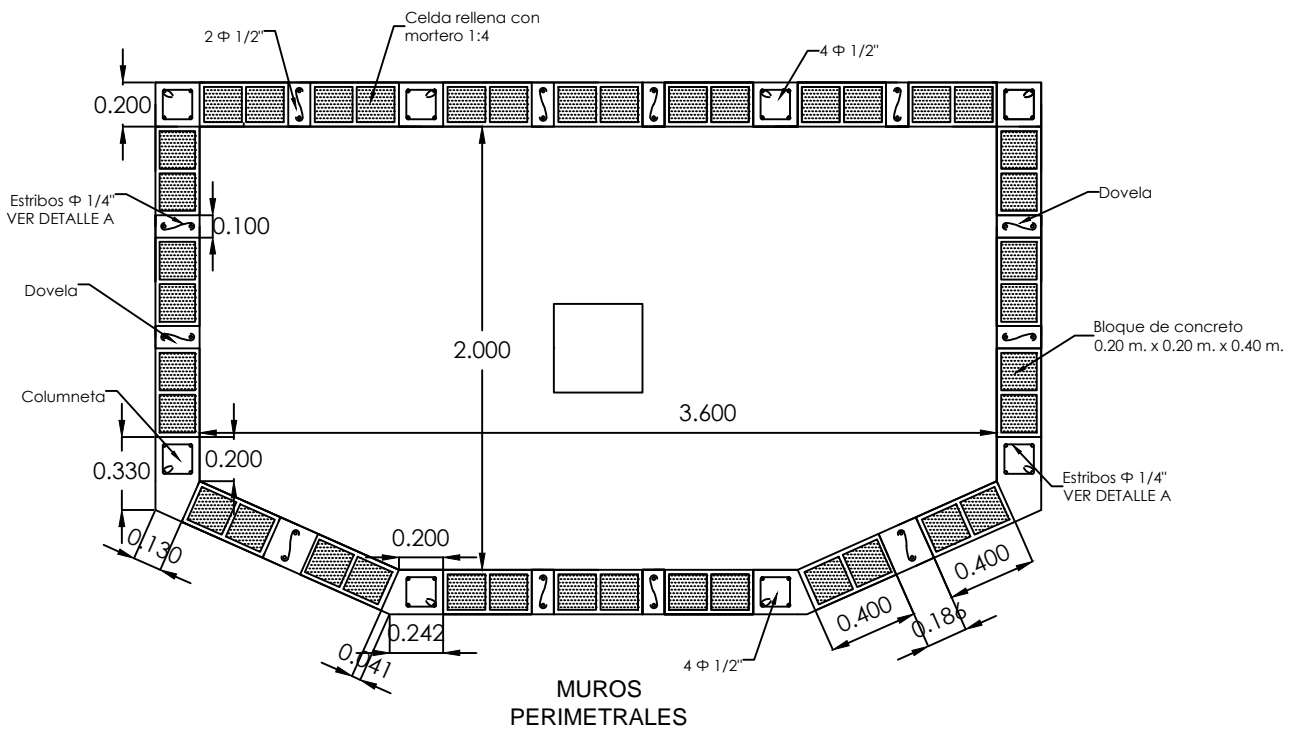 Celda rellena con
mortero 1:4
2 Φ 1/2"
4 Φ 1/2"
0.200
Estribos Φ 1/4"
VER DETALLE A
0.100
Dovela
Dovela
Bloque de concreto
0.20 m. x 0.20 m. x 0.40 m.
2.000
Columneta
3.600
0.330
0.200
Estribos Φ 1/4"
VER DETALLE A
0.130
0.200
0.400
0.400
0.186
0.242
0.041
4 Φ 1/2"
MUROS
PERIMETRALES